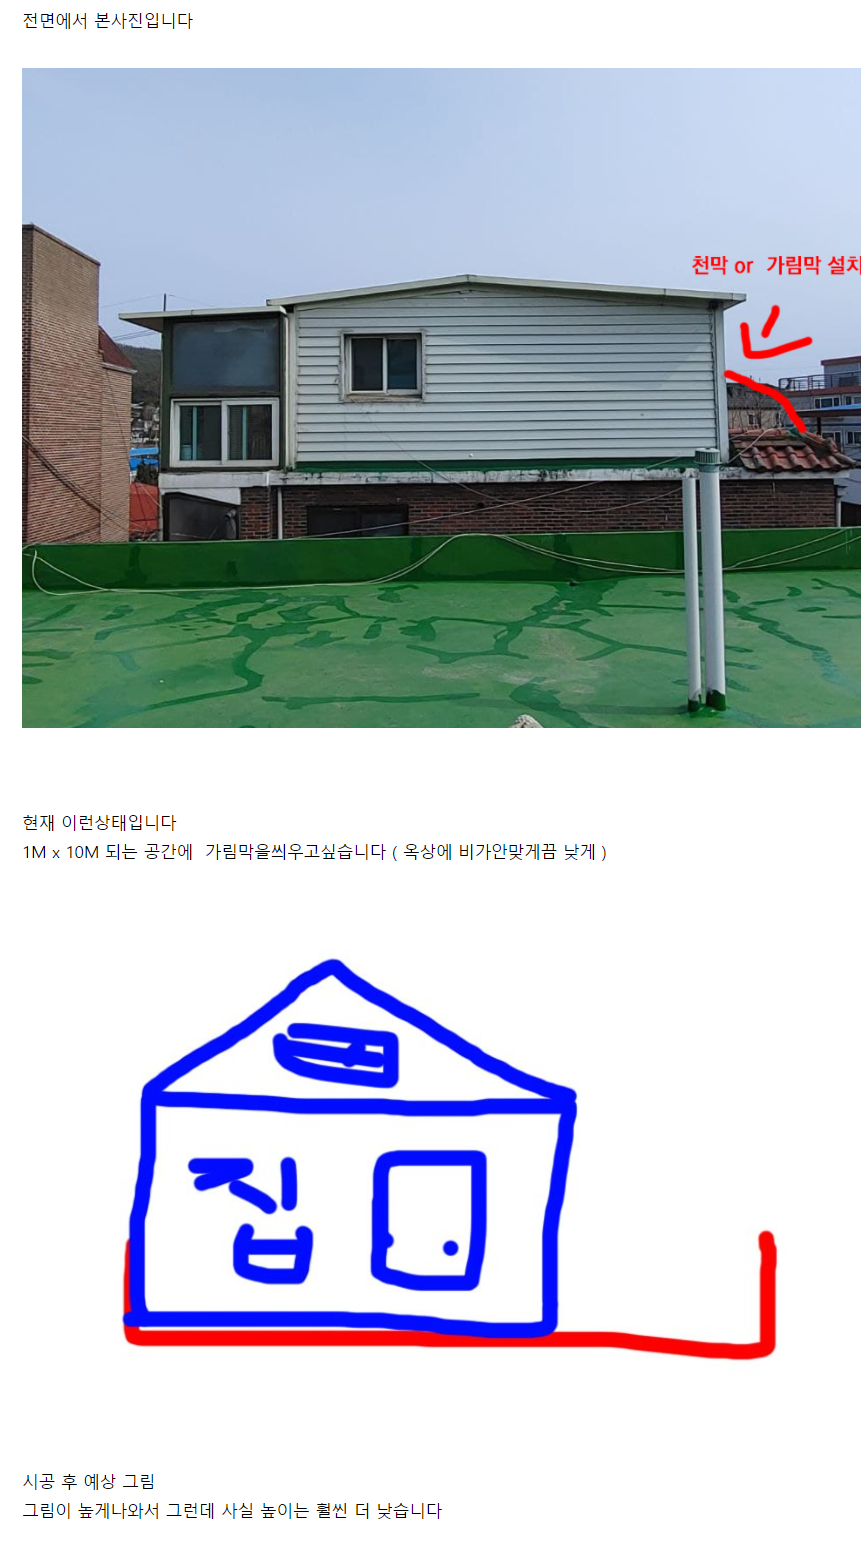 전면에서 본사진입니다
천막 or 가림막 설치
현재 이런상태입니다
1M x 10M 되는 공간에 가림막을씌우고싶습니다 ( 옥상에 비가안맞게끔 낮게 )
집
시공 후 예상 그림
그림이 높게나와서 그런데 사실 높이는 훨씬 더 낮습니다